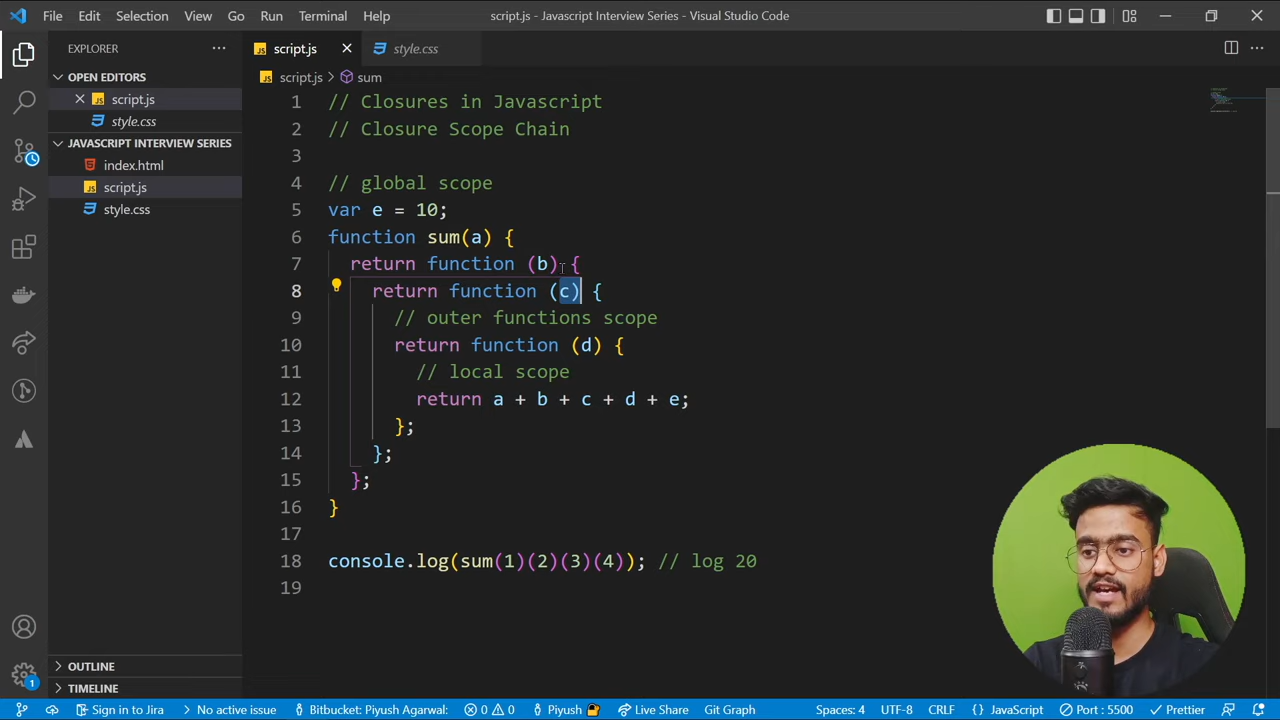 File Edit Selection View Go Run Terminal Help script.js - Javascript Interview Series - Visual Studio Code
EXPLORER
OPEN EDITORS
script.js
style.css
JAVASCRIPT INTERVIEW SERIES
index.html
script.js
style.css
OUTLINE
TIMELINE
script.js style.css
script.js > sum
1 // Closures in Javascript
2 // Closure Scope Chain
3
4 // global scope
5 var e = 10;
6 function sum(a) {
7 return function (b) {
8 return function (c) {
9 // outer functions scope
10 return function (d) {
11 // local scope
12 return a + b + c + d + e;
13 };
14 };
15 };
16 }
17
18 console.log(sum(1)(2)(3)(4)); // log 20
19
1
Sign in to Jira No active issue Bitbucket: Piyush Agarwal: 0 0 Piyush Live Share Git Graph Spaces: 4 UTF-8 CRLF {} JavaScript Port : 5500 Prettier